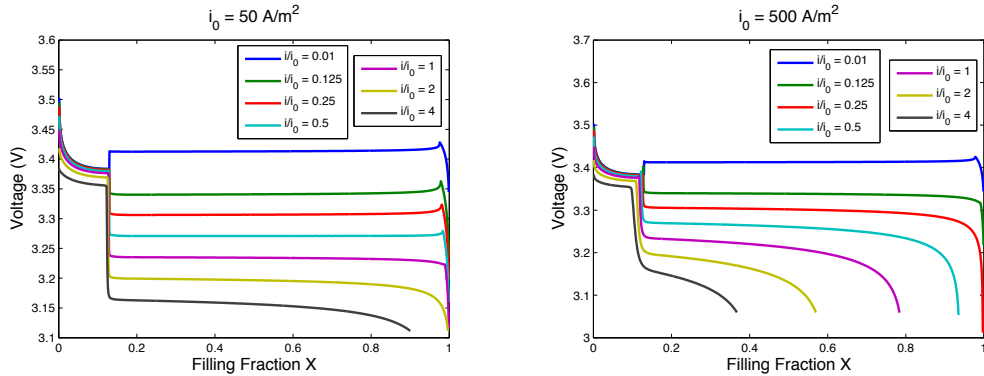 i₀ = 50 A/m²
3.6
3.55
3.5
3.45
3.4
3.35
3.3
3.25
3.2
3.15
3.1
Voltage (V)
i/i₀ = 0.01
i/i₀ = 0.125
i/i₀ = 0.25
i/i₀ = 0.5
i/i₀ = 1
i/i₀ = 2
i/i₀ = 4
0 0.2 0.4 0.6 0.8 1
Filling Fraction X
i₀ = 500 A/m²
3.7
3.6
3.5
3.4
3.3
3.2
3.1
3
Voltage (V)
i/i₀ = 0.01
i/i₀ = 0.125
i/i₀ = 0.25
i/i₀ = 0.5
i/i₀ = 1
i/i₀ = 2
i/i₀ = 4
0 0.2 0.4 0.6 0.8 1
Filling Fraction X